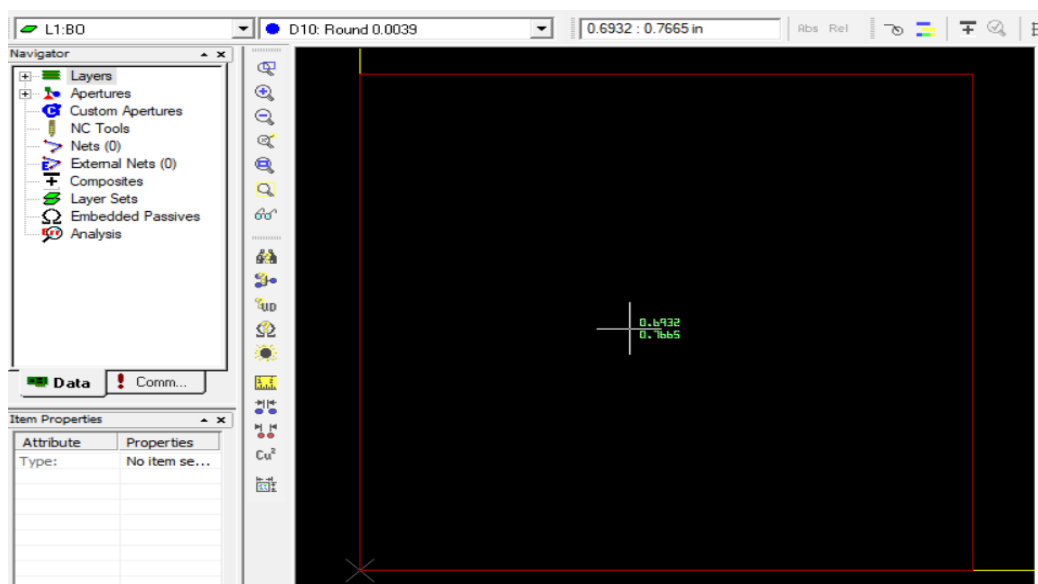 L1:BO
D10: Round 0.0039
0.6932 : 0.7665 in
Abs Rel
Navigator
Layers
Apertures
Custom Apertures
NC Tools
Nets (0)
External Nets (0)
Composites
Layer Sets
Embedded Passives
Analysis
Data
Comm...
Item Properties
Attribute Properties
Type: No item se...
UD
Cu²
0.6932
0.7665